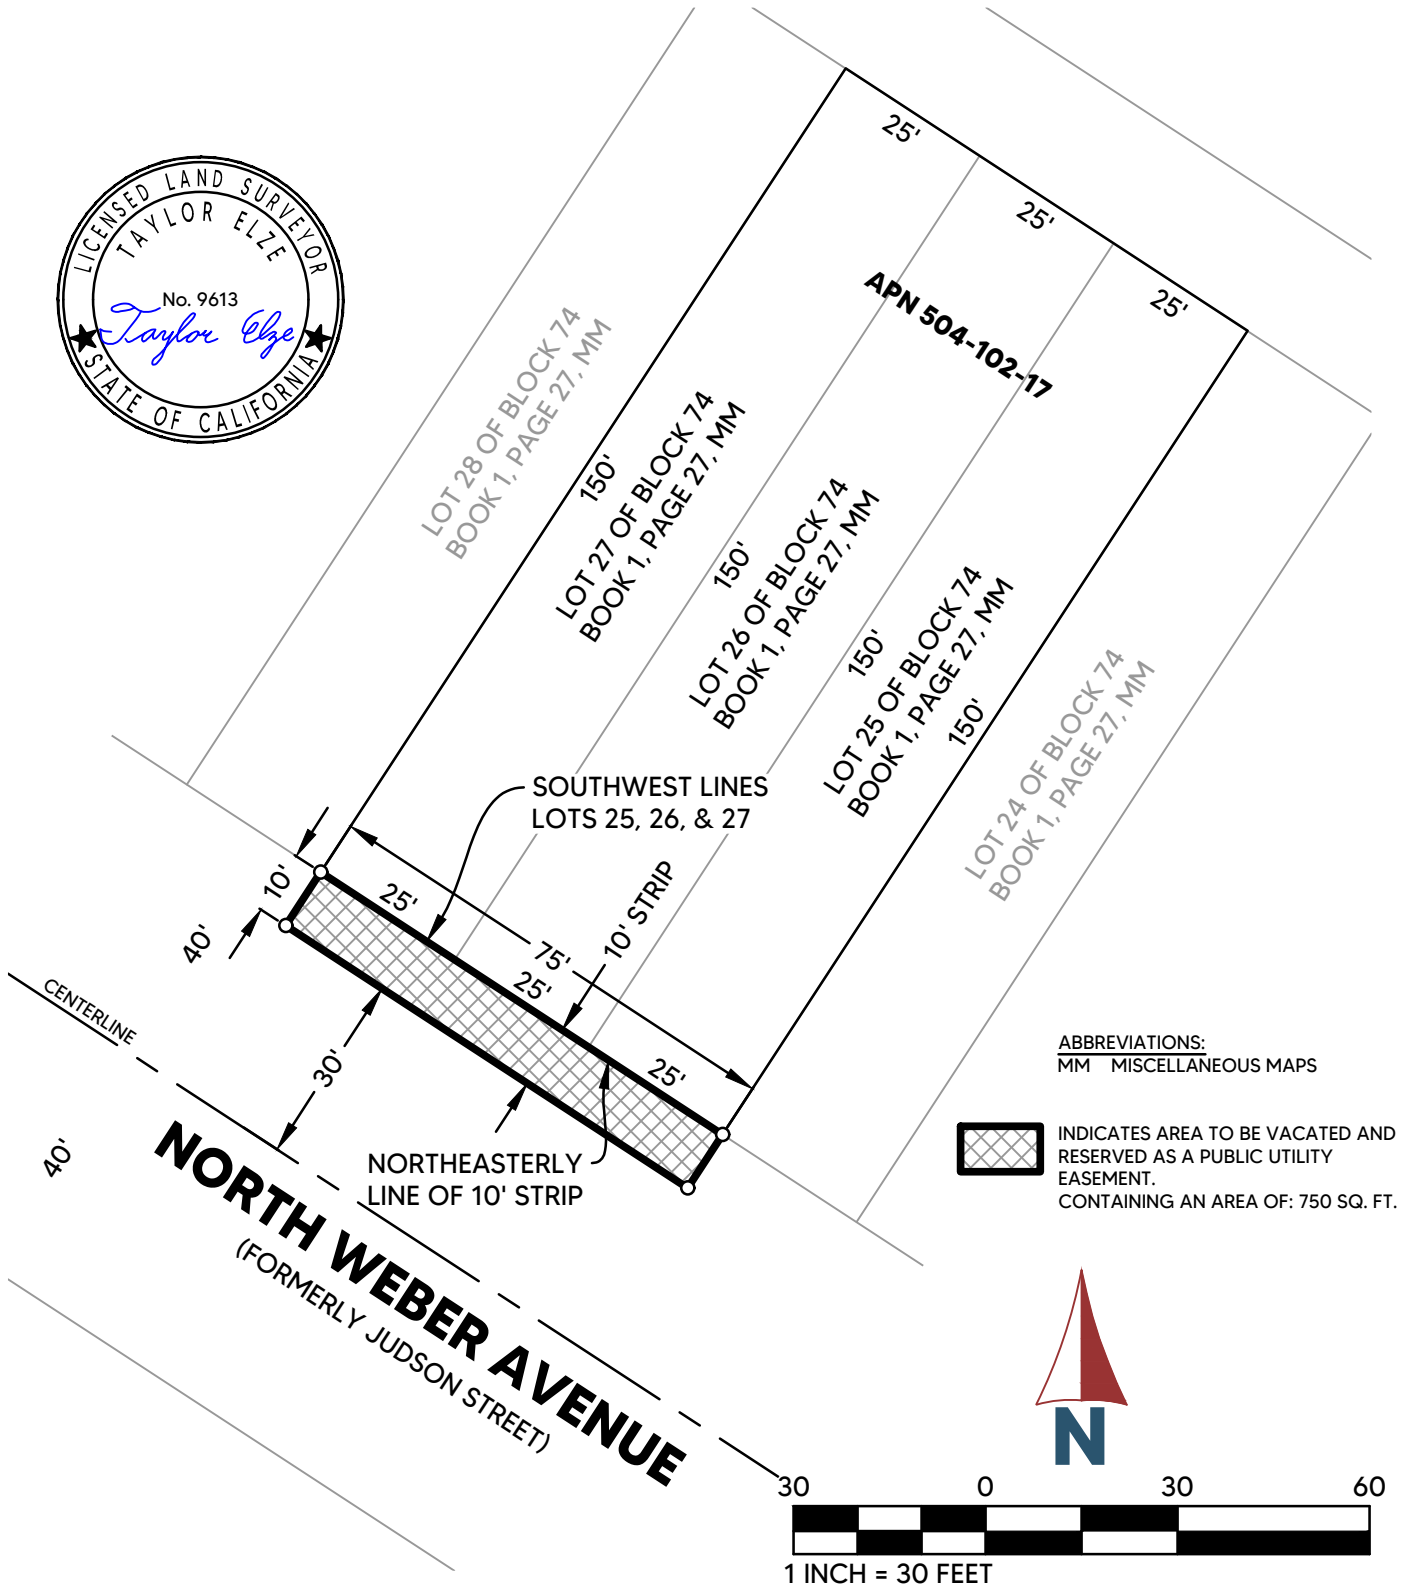 LICENSED LAND SURVEYOR
TAYLOR ELZE
No. 9613
Taylor Elze
STATE OF CALIFORNIA
25'
25'
25'
APN 504-102-17
LOT 28 OF BLOCK 74
BOOK 1, PAGE 27, MM
150'
LOT 27 OF BLOCK 74
BOOK 1, PAGE 27, MM
150'
LOT 26 OF BLOCK 74
BOOK 1, PAGE 27, MM
150'
LOT 25 OF BLOCK 74
BOOK 1, PAGE 27, MM
150'
LOT 24 OF BLOCK 74
BOOK 1, PAGE 27, MM
SOUTHWEST LINES
LOTS 25, 26, & 27
10'
25'
10' STRIP
75'
25'
25'
40'
CENTERLINE
30'
40'
NORTHEASTERLY
LINE OF 10' STRIP
NORTH WEBER AVENUE
(FORMERLY JUDSON STREET)
ABBREVIATIONS:
MM MISCELLANEOUS MAPS
INDICATES AREA TO BE VACATED AND
RESERVED AS A PUBLIC UTILITY
EASEMENT.
CONTAINING AN AREA OF: 750 SQ. FT.
N
30 0 30 60
1 INCH = 30 FEET